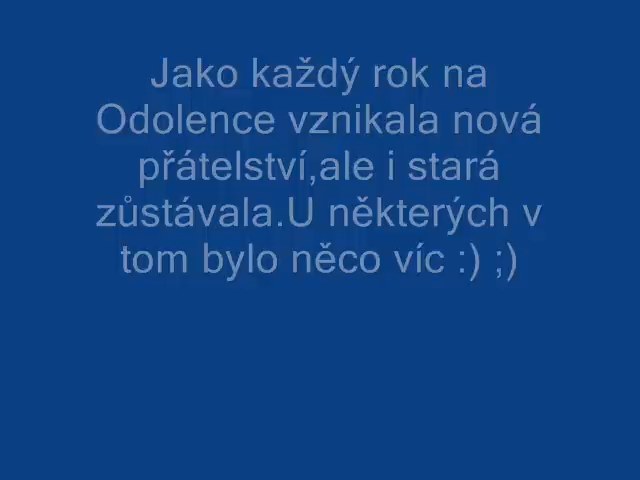 Jako každý rok na
Odolence vznikala nová
přátelství,ale i stará
zůstávala.U některých v
tom bylo něco víc :) ;)